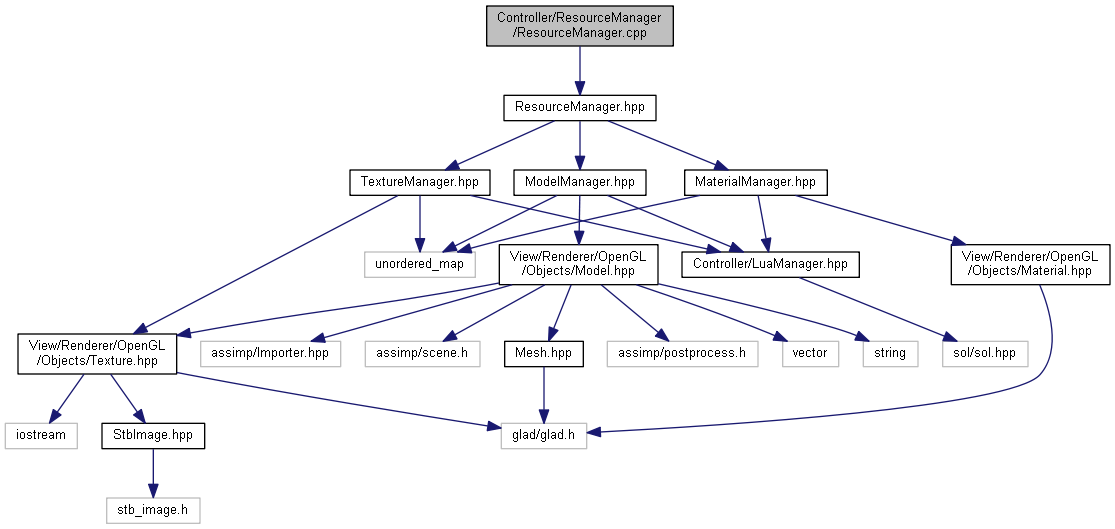 Controller/ResourceManager
/ResourceManager.cpp
ResourceManager.hpp
TextureManager.hpp
ModelManager.hpp
MaterialManager.hpp
unordered_map
View/Renderer/OpenGL
/Objects/Model.hpp
Controller/LuaManager.hpp
View/Renderer/OpenGL
/Objects/Material.hpp
View/Renderer/OpenGL
/Objects/Texture.hpp
assimp/Importer.hpp
assimp/scene.h
Mesh.hpp
assimp/postprocess.h
vector
string
sol/sol.hpp
iostream
StbImage.hpp
glad/glad.h
stb_image.h